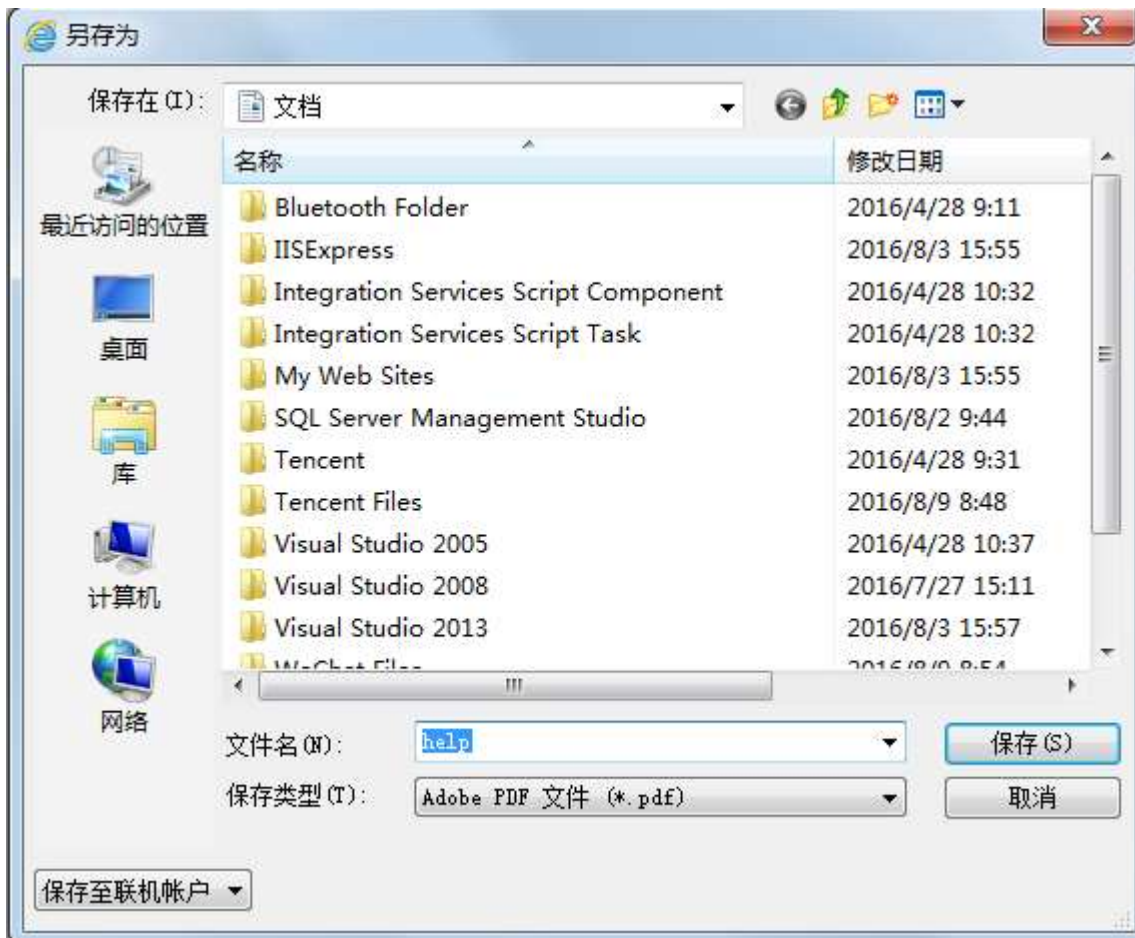 另存为
保存在(I):
文档
名称 修改日期
最近访问的位置
桌面
库
计算机
网络
Bluetooth Folder 2016/4/28 9:11
IISExpress 2016/8/3 15:55
Integration Services Script Component 2016/4/28 10:32
Integration Services Script Task 2016/4/28 10:32
My Web Sites 2016/8/3 15:55
SQL Server Management Studio 2016/8/2 9:44
Tencent 2016/4/28 9:31
Tencent Files 2016/8/9 8:48
Visual Studio 2005 2016/4/28 10:37
Visual Studio 2008 2016/7/27 15:11
Visual Studio 2013 2016/8/3 15:57
WeChat Files 2016/8/9 8:54
文件名(N): help 保存(S)
保存类型(T): Adobe PDF 文件 (*.pdf) 取消
保存至联机帐户